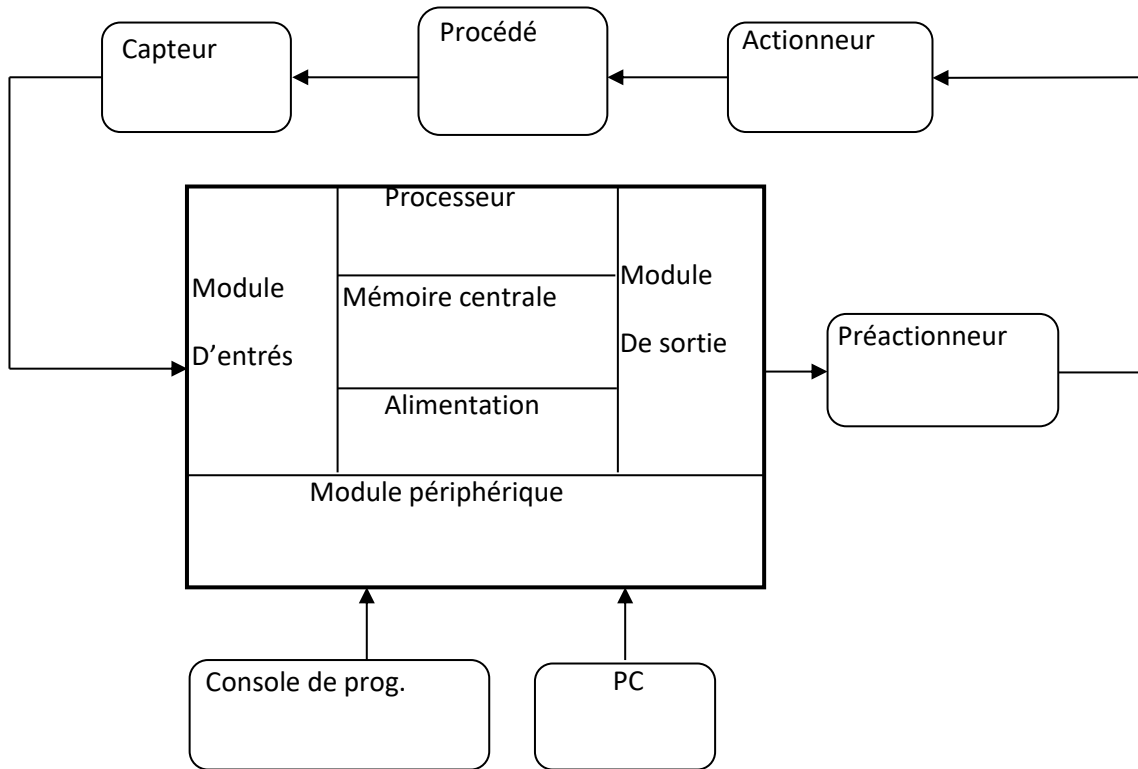 Capteur
Procédé
Actionneur
Processeur
Module
D’entrés
Mémoire centrale
Alimentation
Module
De sortie
Module périphérique
Préactionneur
Console de prog.
PC